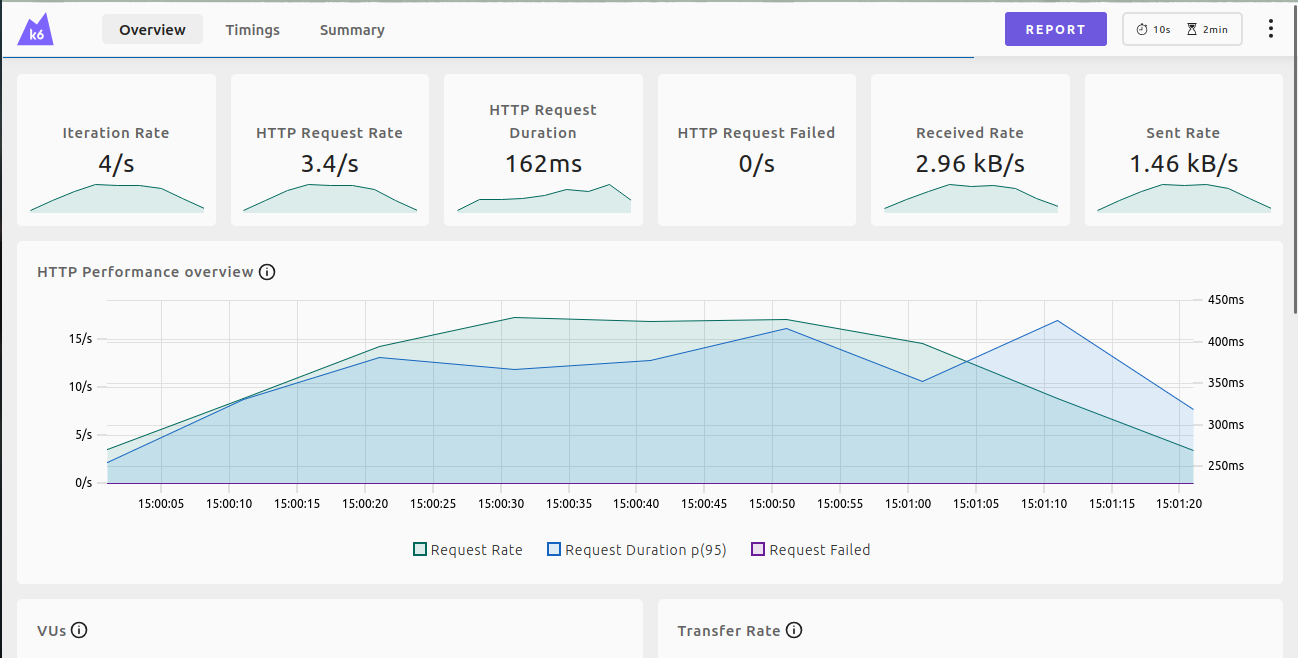 k6
Overview
Timings
Summary
REPORT
10s
2min
Iteration Rate
4/s
HTTP Request Rate
3.4/s
HTTP Request
Duration
162ms
HTTP Request Failed
0/s
Received Rate
2.96 kB/s
Sent Rate
1.46 kB/s
HTTP Performance overview
450ms
15/s
400ms
10/s
350ms
5/s
300ms
250ms
0/s
15:00:05 15:00:10 15:00:15 15:00:20 15:00:25 15:00:30 15:00:35 15:00:40 15:00:45 15:00:50 15:00:55 15:01:00 15:01:05 15:01:10 15:01:15 15:01:20
Request Rate Request Duration p(95) Request Failed
VUs
Transfer Rate